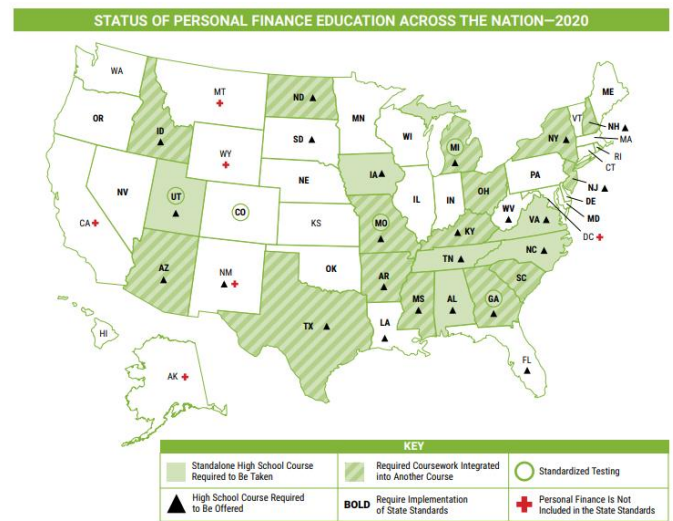 STATUS OF PERSONAL FINANCE EDUCATION ACROSS THE NATION—2020
WA
MT
ND
MN
ME
OR
ID
WY
SD
WI
MI
VT
NH
MA
NY
RI
CT
NV
UT
CO
NE
IA
IL
IN
OH
PA
NJ
DE
MD
DC
CA
AZ
NM
KS
MO
KY
WV
VA
OK
AR
TN
NC
SC
TX
LA
MS
AL
GA
FL
HI
AK
KEY
Standalone High School Course
Required to Be Taken
Required Coursework Integrated
into Another Course
Standardized Testing
High School Course Required
to Be Offered
BOLD
Require Implementation
of State Standards
Personal Finance Is Not
Included in the State Standards